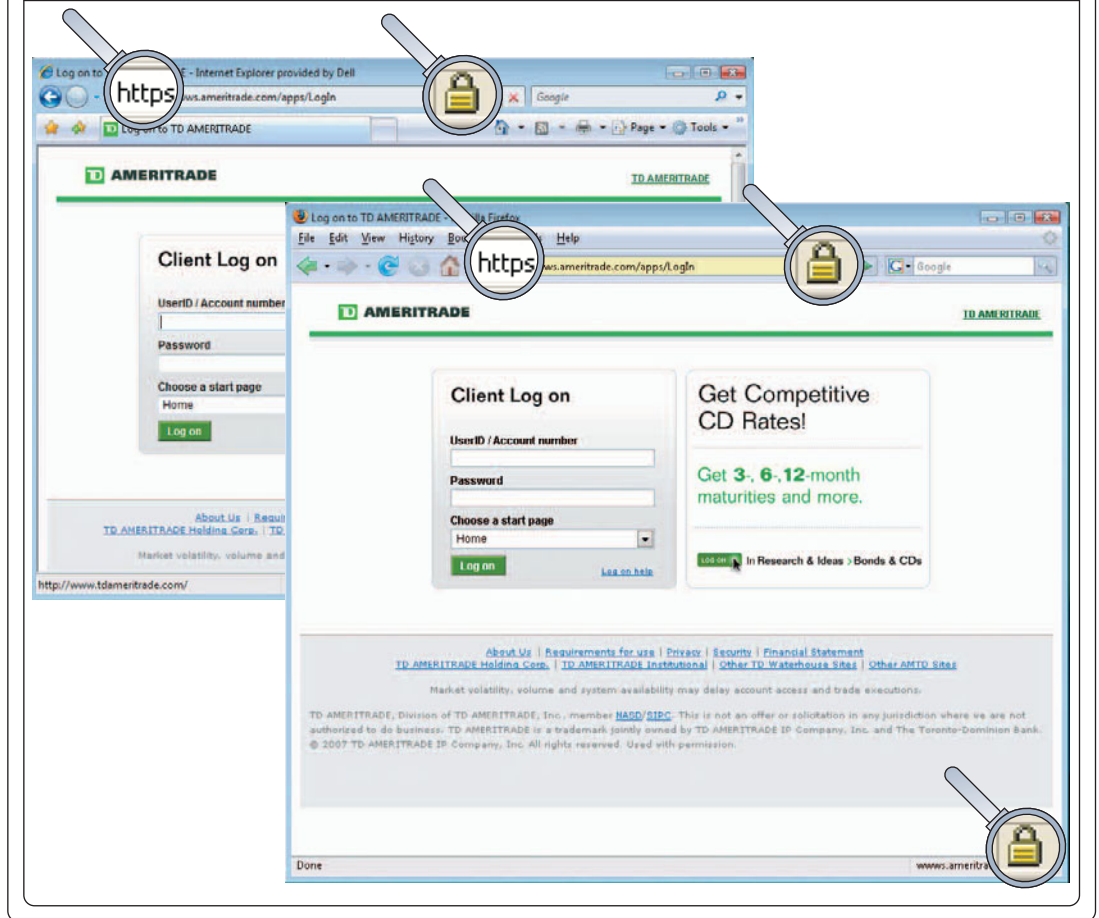 Log on to E - Internet Explorer provided by Dell
https ws.ameritrade.com/apps/LogIn
Google
Log on to TD AMERITRADE
Page
Tools
TD AMERITRADE
TD AMERITRADE
Client Log on
UserID / Account number
Password
Choose a start page
Home
Log on
About Us | Requi
TD AMERITRADE Holding Corp. | TD
Market volatility, volume and
http://www.tdameritrade.com/
Log on to TD AMERITRADE - lla Firefox
File Edit View History Boo s Help
https ws.ameritrade.com/apps/LogIn
G Google
TD AMERITRADE
TD AMERITRADE
Client Log on
UserID / Account number
Password
Choose a start page
Home
Log on
Log on help
Get Competitive
CD Rates!
Get 3-, 6-,12-month
maturities and more.
LOG ON In Research & Ideas > Bonds & CDs
About Us | Requirements for use | Privacy | Security | Financial Statement
TD AMERITRADE Holding Corp. | TD AMERITRADE Institutional | Other TD Waterhouse Sites | Other AMTD Sites
Market volatility, volume and system availability may delay account access and trade executions.
TD AMERITRADE, Division of TD AMERITRADE, Inc., member NASD/SIPC. This is not an offer or solicitation in any jurisdiction where we are not
authorized to do business. TD AMERITRADE is a trademark jointly owned by TD AMERITRADE IP Company, Inc. and The Toronto-Dominion Bank.
© 2007 TD AMERITRADE IP Company, Inc. All rights reserved. Used with permission.
Done
wwws.ameritra